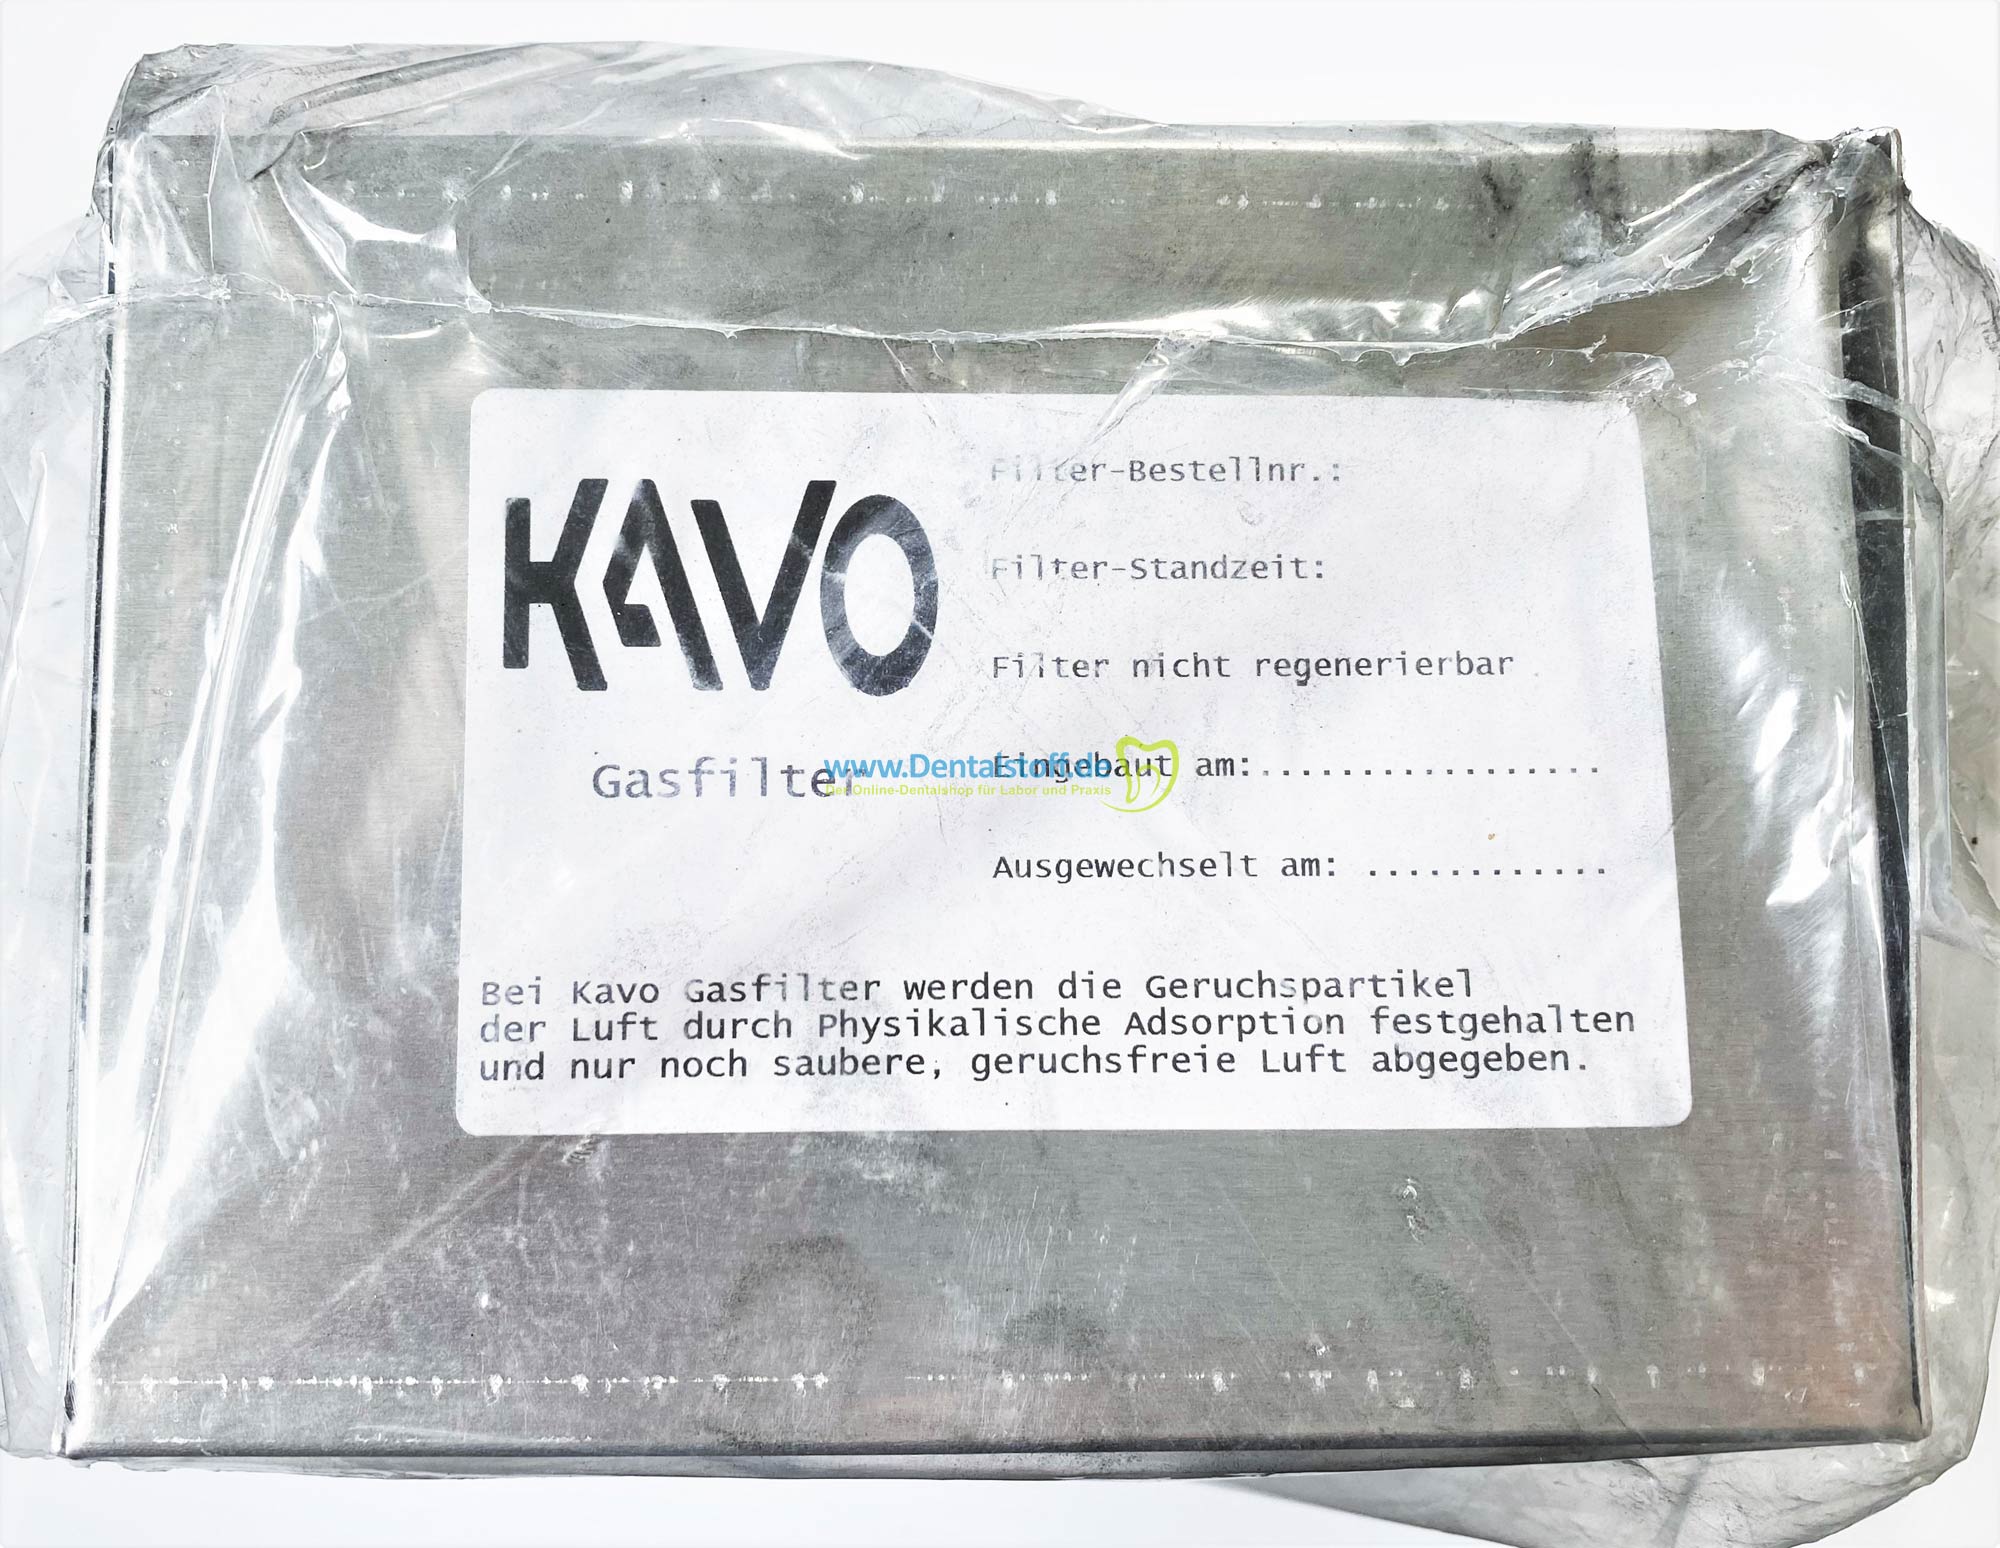 KAVO
Gasfilter
Filter-Bestellnr.:
Filter-Standzeit:
Filter nicht regenerierbar
Eingebaut am:.................
Ausgewechselt am: ............
www.Dentalstoff.de
Der Online-Dentalshop für Labor und Praxis
Bei Kavo Gasfilter werden die Geruchspartikel
der Luft durch Physikalische Adsorption festgehalten
und nur noch saubere, geruchsfreie Luft abgegeben.